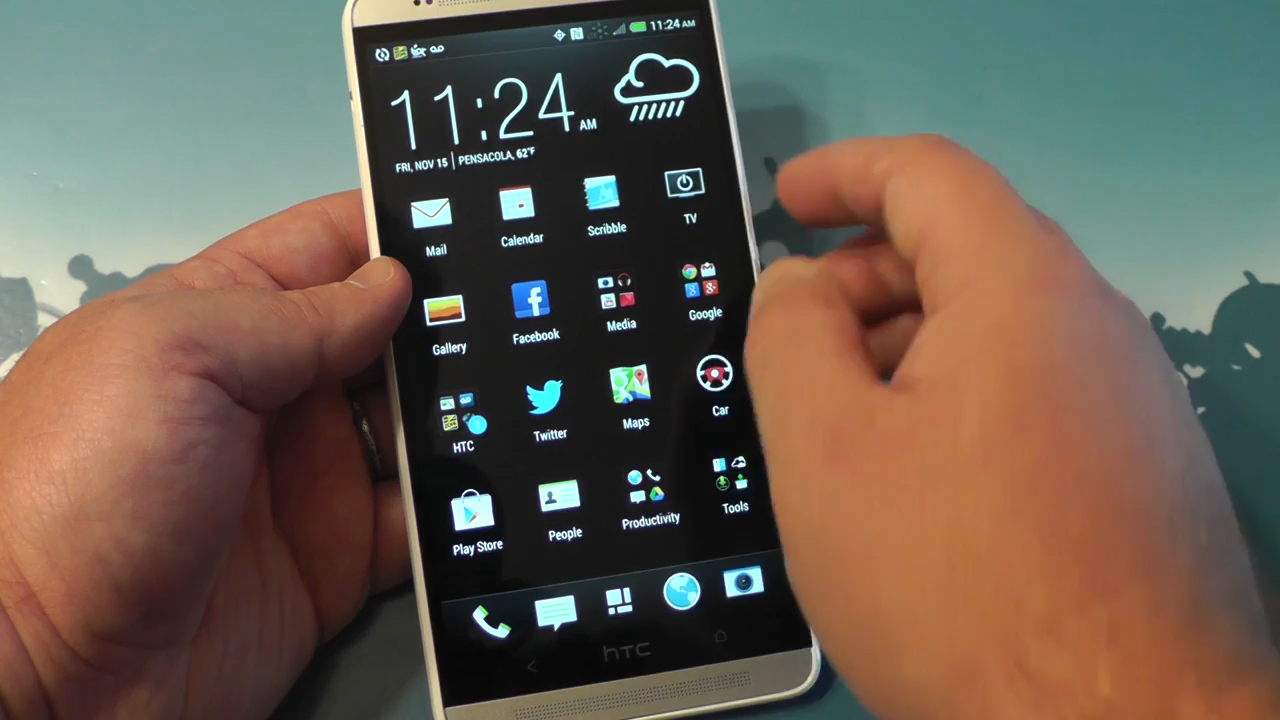 11:24 AM
11:24 AM
FRI, NOV 15 | PENSACOLA, 62°F
Mail Calendar Scribble TV
Gallery Facebook Media Google
HTC Twitter Maps Car
Play Store People Productivity Tools
hTC